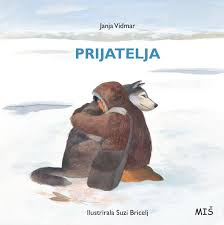 Janja Vidmar
PRIJATELJA
Ilustrirala Suzi Bricelj
MIŠ